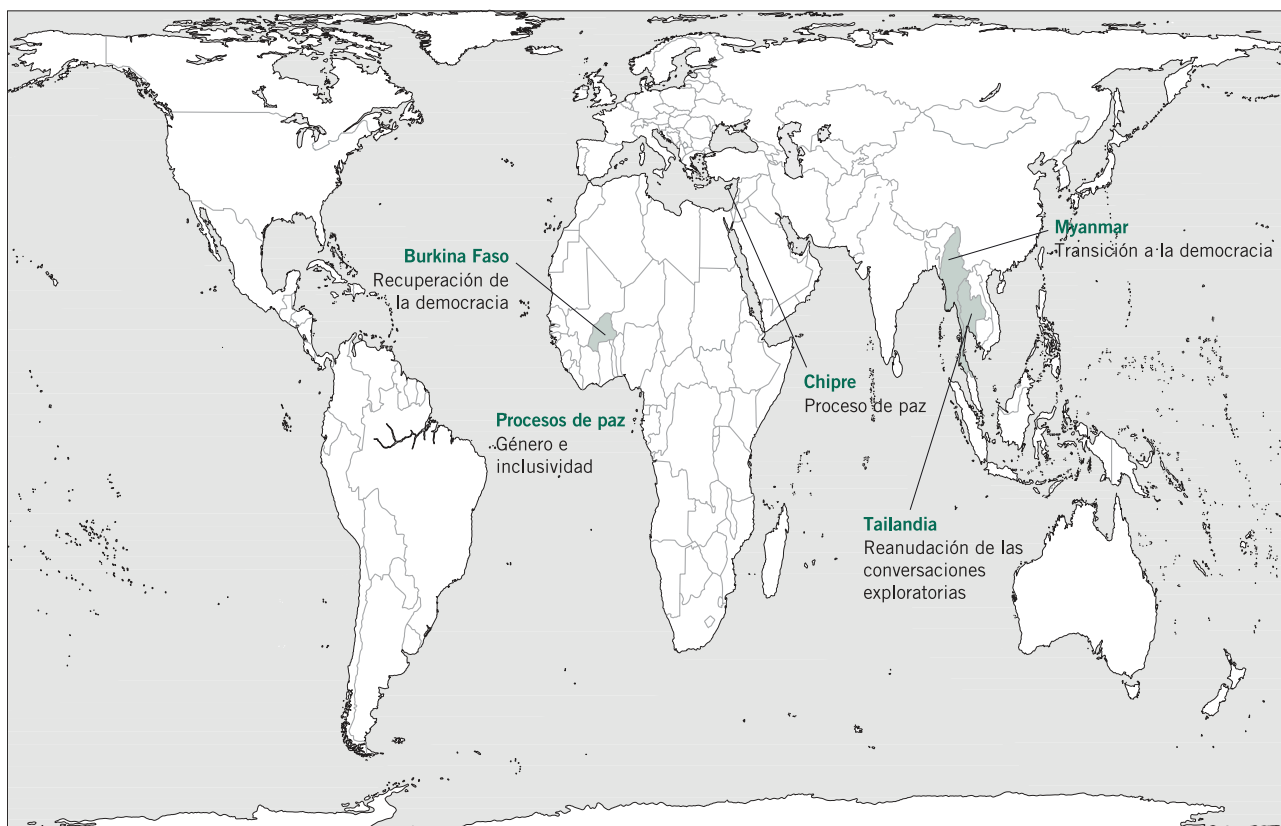 Burkina Faso
Recuperación de
la democracia
Procesos de paz
Género e
inclusividad
Chipre
Proceso de paz
Myanmar
Transición a la democracia
Tailandia
Reanudación de las
conversaciones
exploratorias